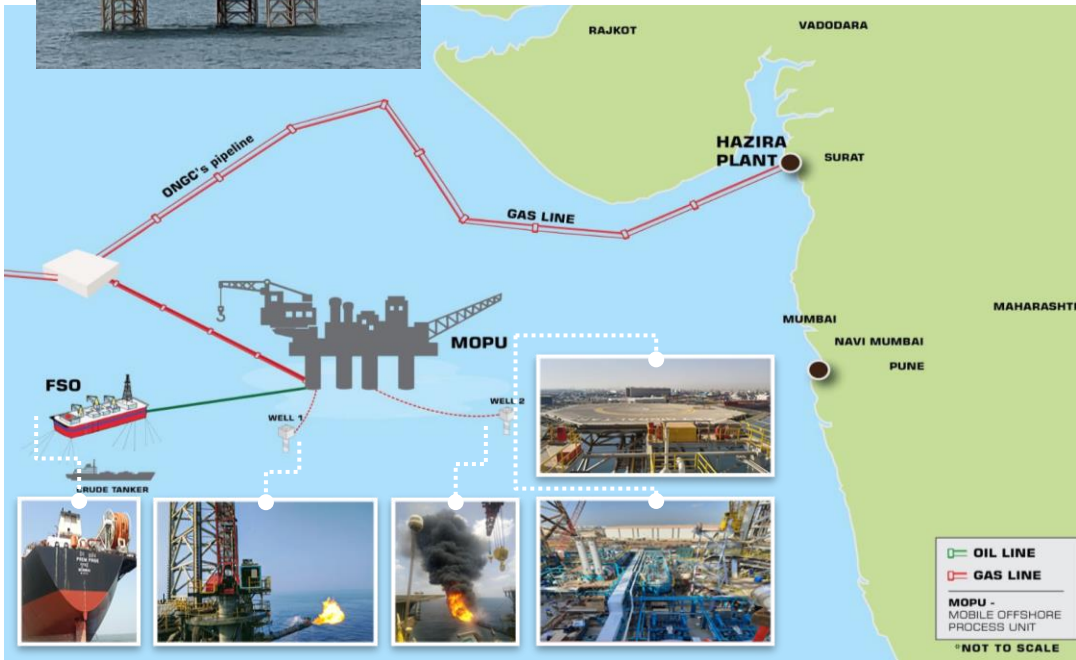 RAJKOT
VADODARA
HAZIRA
PLANT
SURAT
ONGC's pipeline
GAS LINE
MAHARASHT
MUMBAI
NAVI MUMBAI
PUNE
MOPU
FSO
WELL 1
WELL 2
CRUDE TANKER
OIL LINE
GAS LINE
MOPU -
MOBILE OFFSHORE
PROCESS UNIT
*NOT TO SCALE